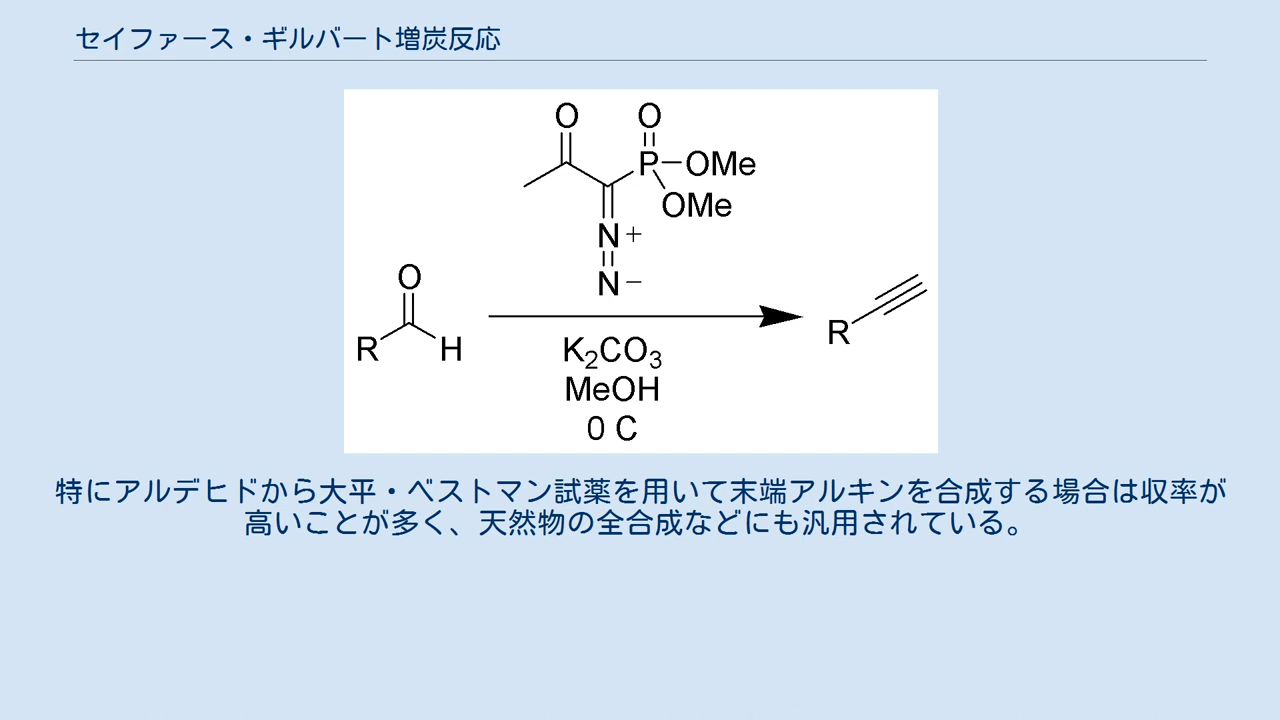 セイファース・ギルバート増炭反応
O
O
P
OMe
OMe
N +
N −
O
R
H
R
K₂CO₃
MeOH
0 C
特にアルデヒドから大平・ベストマン試薬を用いて末端アルキンを合成する場合は収率が
高いことが多く、天然物の全合成などにも汎用されている。